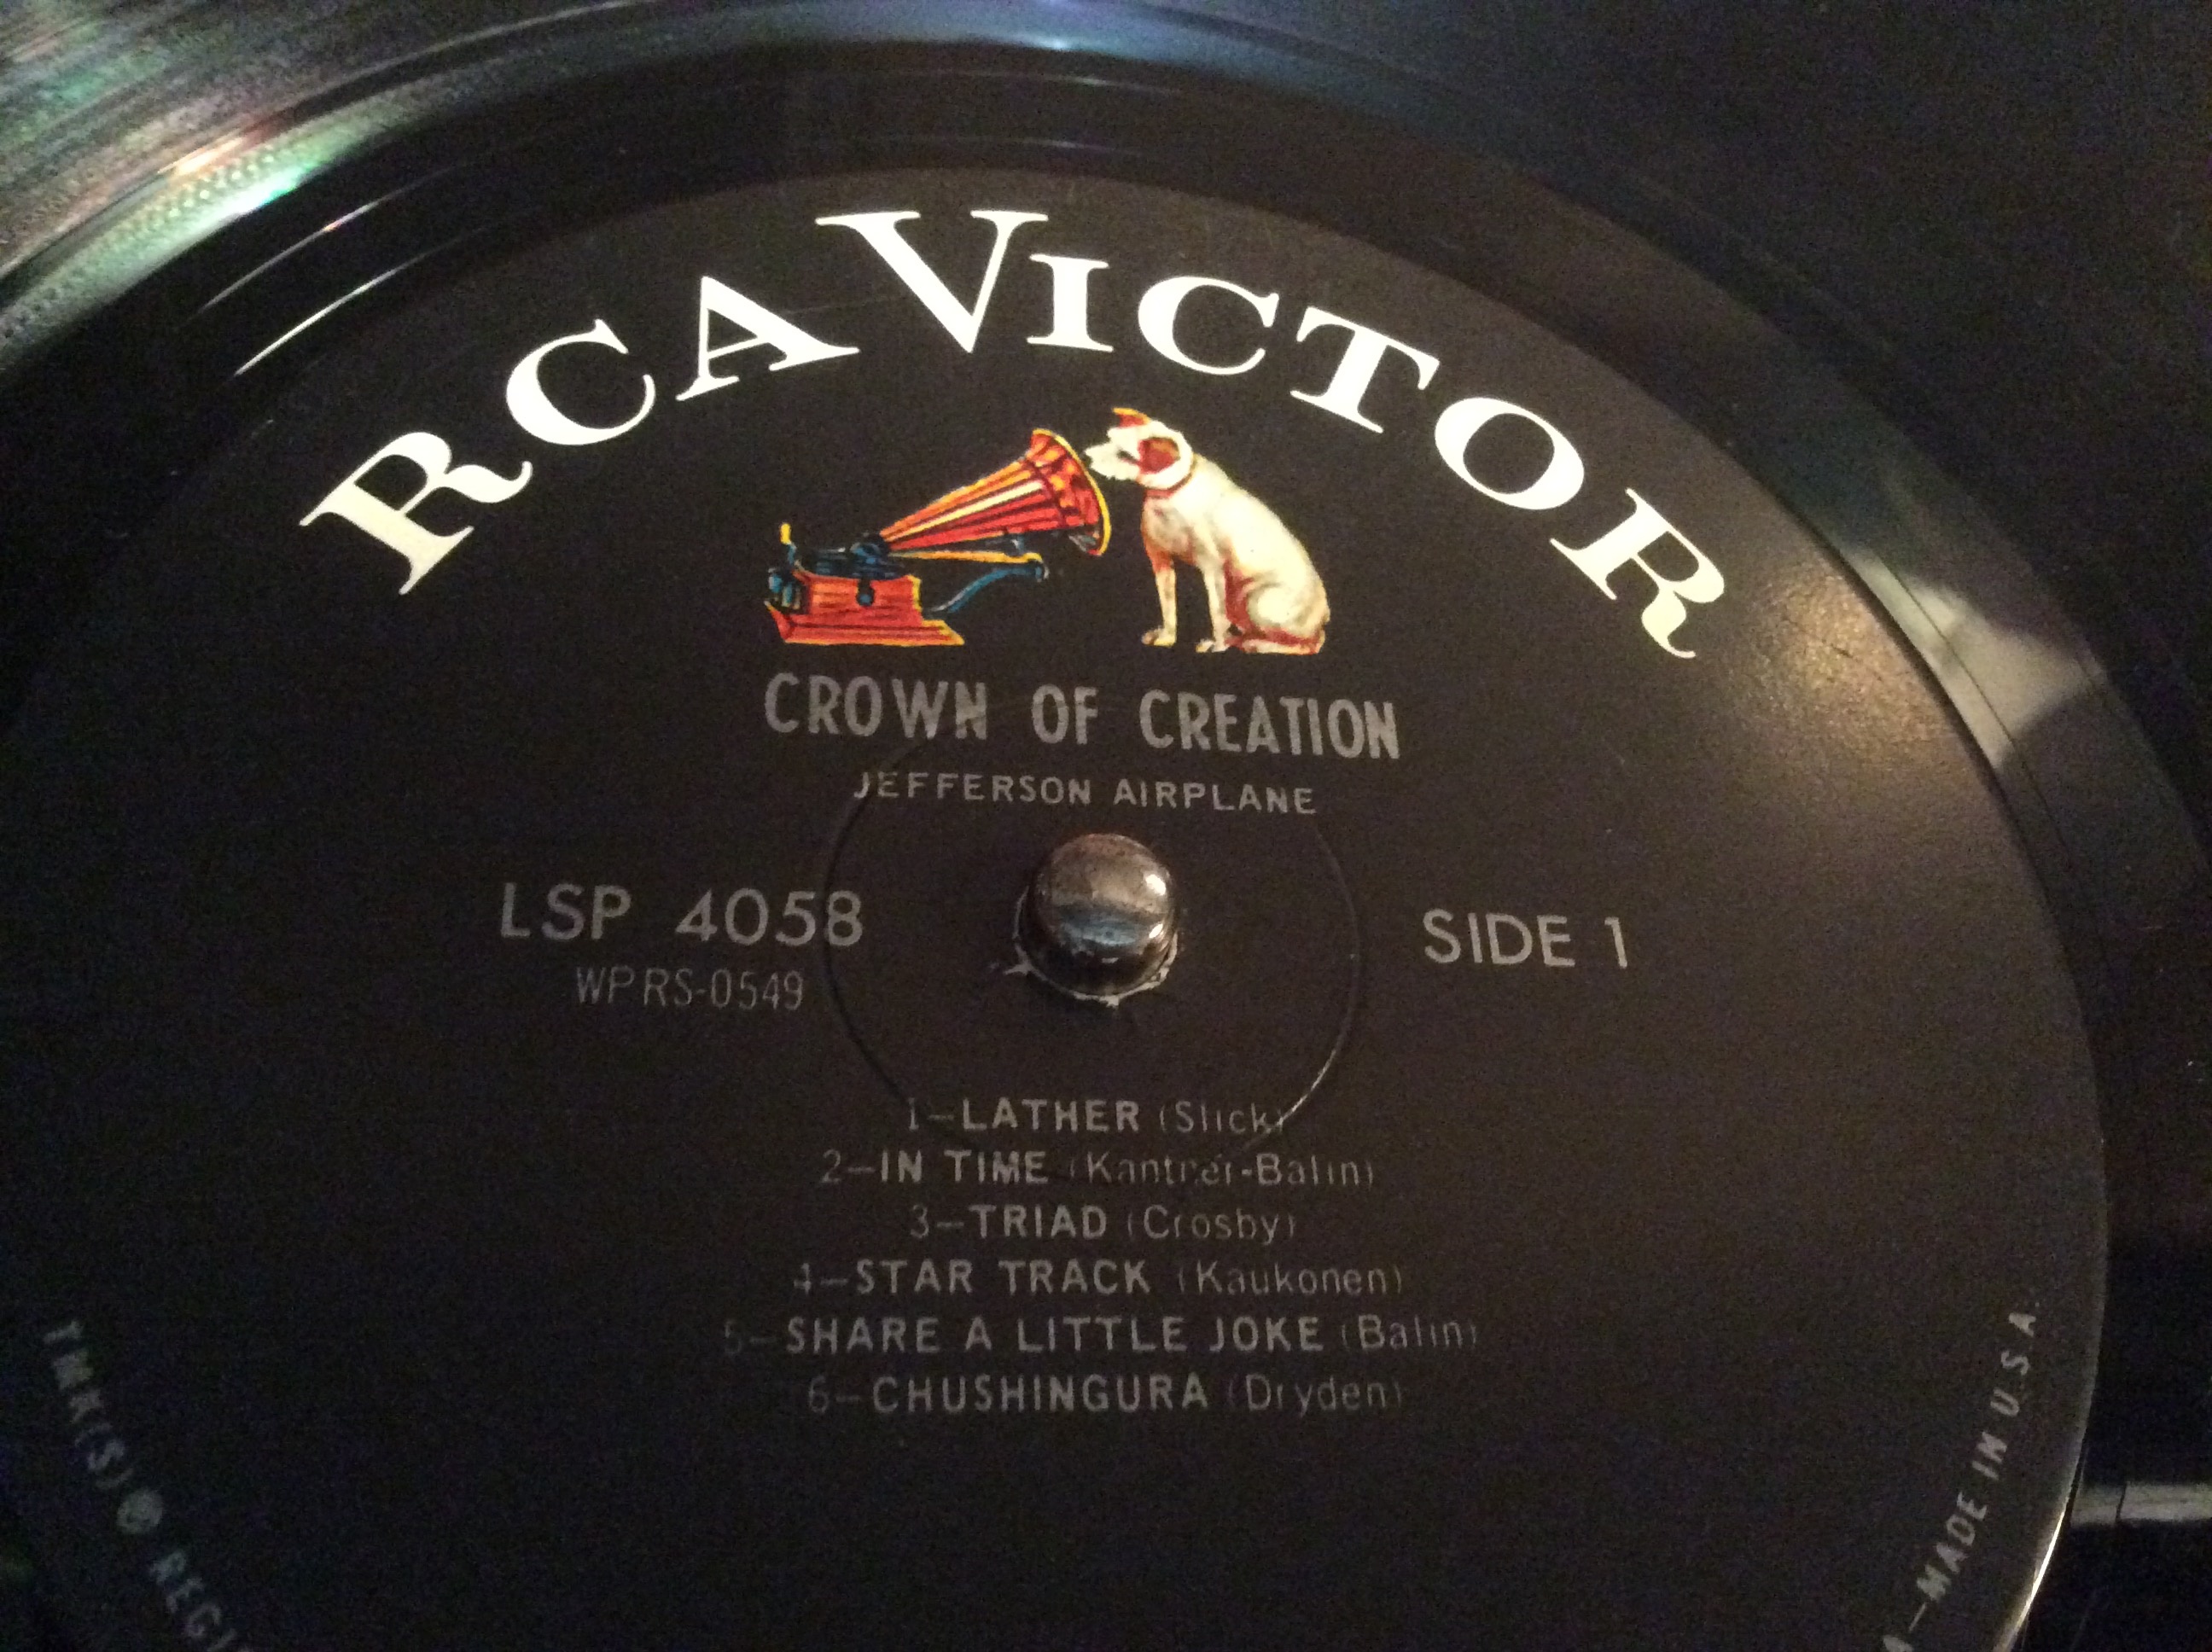 RCA VICTOR
CROWN OF CREATION
JEFFERSON AIRPLANE
LSP 4058
WPRS-0549
SIDE 1
1-LATHER (Slick)
2-IN TIME (Kantner-Balin)
3-TRIAD (Crosby)
4-STAR TRACK (Kaukonen)
5-SHARE A LITTLE JOKE (Balin)
6-CHUSHINGURA (Dryden)
TMK(S) ®
MADE IN U.S.A.